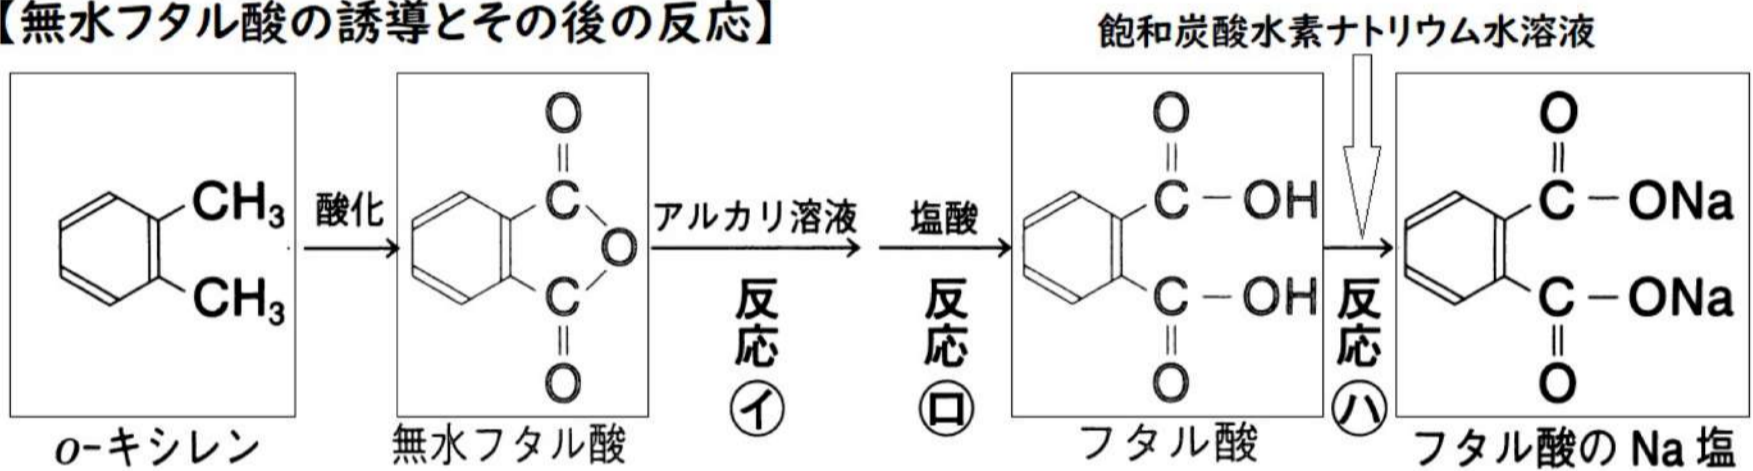 【無水フタル酸の誘導とその後の反応】
飽和炭酸水素ナトリウム水溶液
CH3
CH3
o-キシレン
酸化
O
C
O
C
O
無水フタル酸
アルカリ溶液
反応
イ
塩酸
反応
ロ
O
C-OH
C-OH
O
フタル酸
反応
ハ
O
C-ONa
C-ONa
O
フタル酸の Na 塩